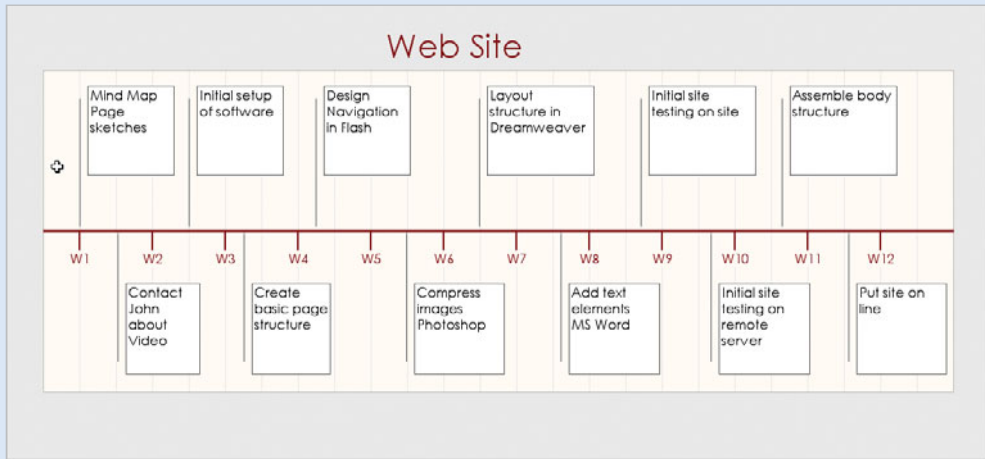 Web Site
Mind Map
Page
sketches
Initial setup
of software
Design
Navigation
in Flash
Layout
structure in
Dreamweaver
Initial site
testing on site
Assemble body
structure
W1
W2
W3
W4
W5
W6
W7
W8
W9
W10
W11
W12
Contact
John
about
Video
Create
basic page
structure
Compress
images
Photoshop
Add text
elements
MS Word
Initial site
testing on
remote
server
Put site on
line